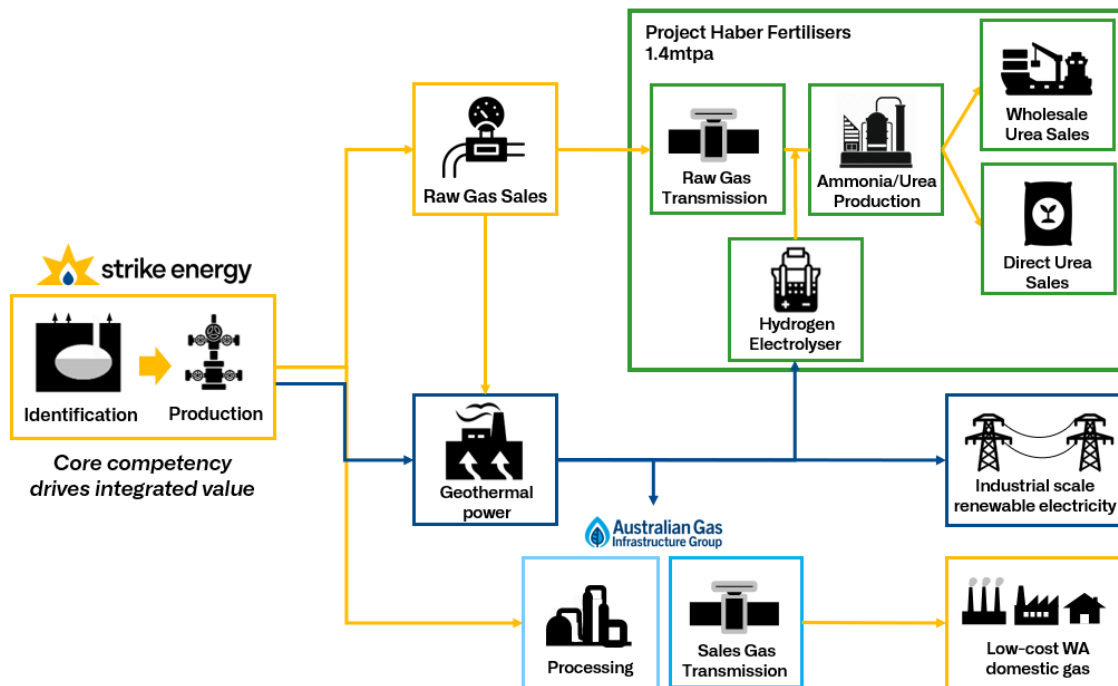 Project Haber Fertilisers
1.4mtpa
Wholesale
Urea Sales
Raw Gas Sales
Raw Gas
Transmission
Ammonia/Urea
Production
Direct Urea
Sales
strike energy
Hydrogen
Electrolyser
Identification
Production
Core competency
drives integrated value
Geothermal
power
Industrial scale
renewable electricity
Australian Gas
Infrastructure Group
Processing
Sales Gas
Transmission
Low-cost WA
domestic gas